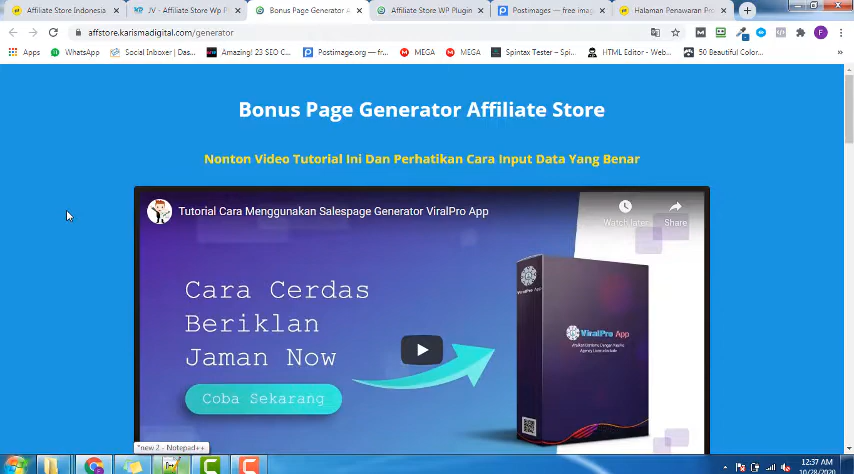 Affiliate Store Indonesia
JV - Affiliate Store Wp P
Bonus Page Generator A
Affiliate Store WP Plugin
Postimages — free imag
Halaman Penawaran Pro
affstore.karismadigital.com/generator
F
Apps
WhatsApp
Social Inboxer | Das...
Amazing! 23 SEO C...
Postimage.org — fr...
MEGA
MEGA
Spintax Tester – Spi...
HTML Editor - Web...
50 Beautiful Color...
Bonus Page Generator Affiliate Store
Nonton Video Tutorial Ini Dan Perhatikan Cara Input Data Yang Benar
Tutorial Cara Menggunakan Salespage Generator ViralPro App
Watch later
Share
Cara Cerdas
Beriklan
Jaman Now
Coba Sekarang
ViralPro App
*new 2 - Notepad++
12:37 AM
10/28/2020